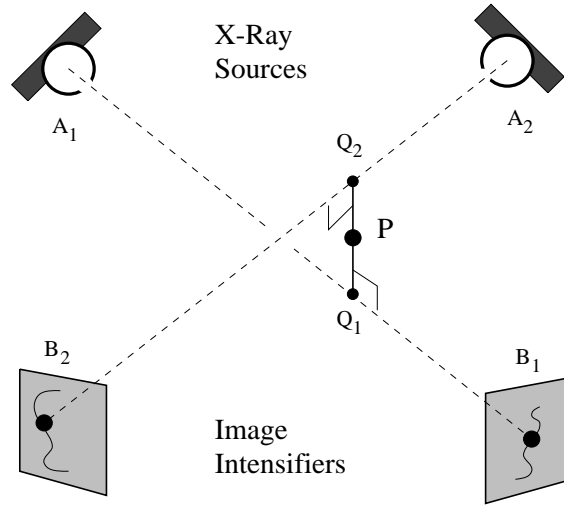 X-Ray
Sources
A1
A2
Q2
P
Q1
B2
B1
Image
Intensifiers